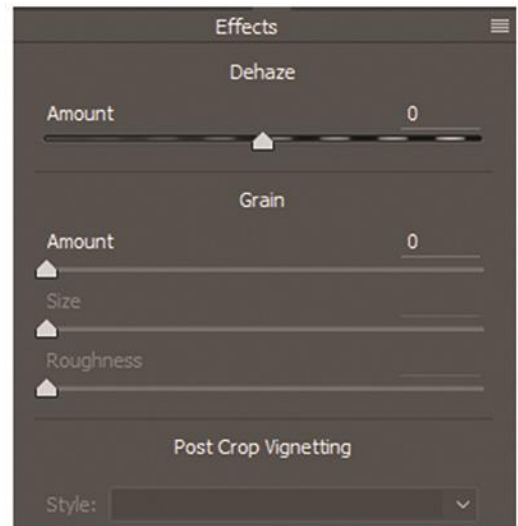 Effects
Dehaze
Amount 0
Grain
Amount 0
Size
Roughness
Post Crop Vignetting
Style: